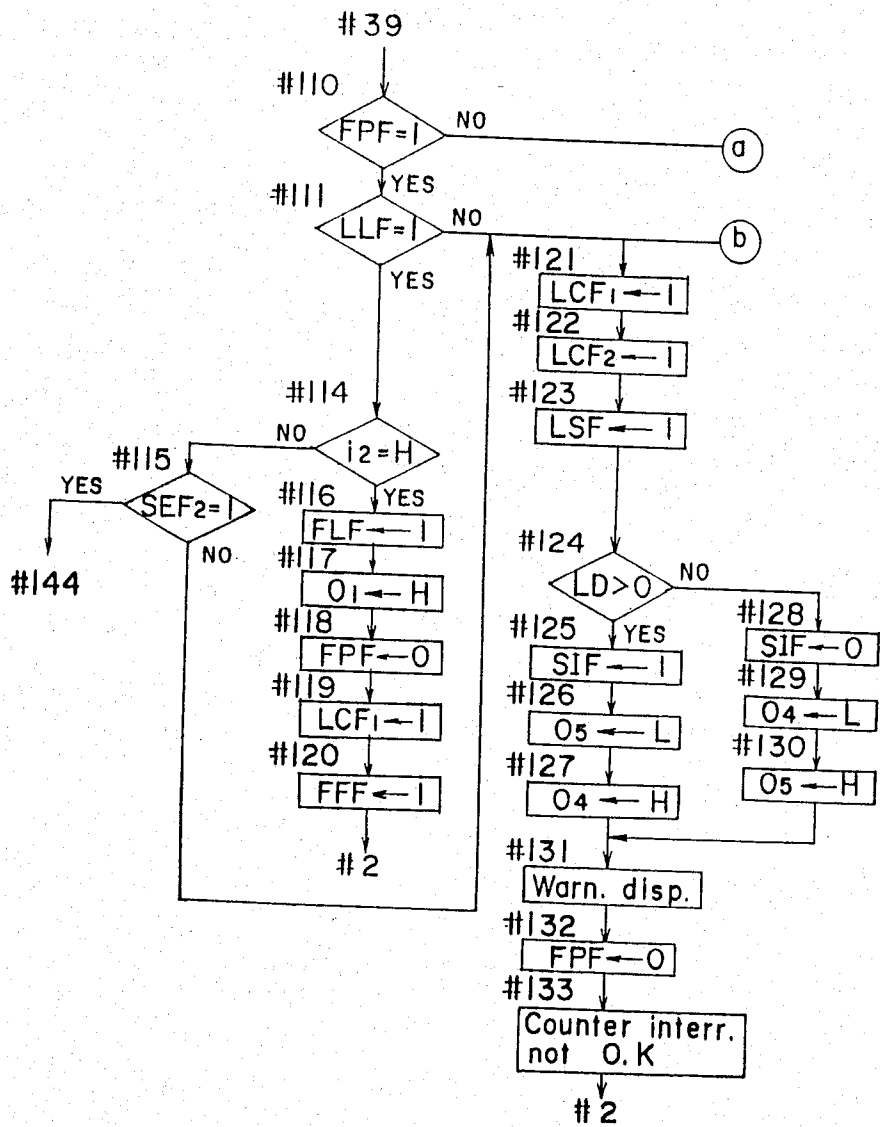 #39
#110
FPF=1
NO
a
YES
#111
LLF=1
NO
b
YES
#114
i2=H
NO
YES
#115
SEF2=1
YES
NO
#144
#116
FLF←1
#117
O1←H
#118
FPF←0
#119
LCF1←1
#120
FFF←1
#2
#121
LCF1←1
#122
LCF2←1
#123
LSF←1
#124
LD>0
NO
YES
#125
SIF←1
#126
O5←L
#127
O4←H
#128
SIF←0
#129
O4←L
#130
O5←H
#131
Warn. disp.
#132
FPF←0
#133
Counter interr.
not O.K
#2